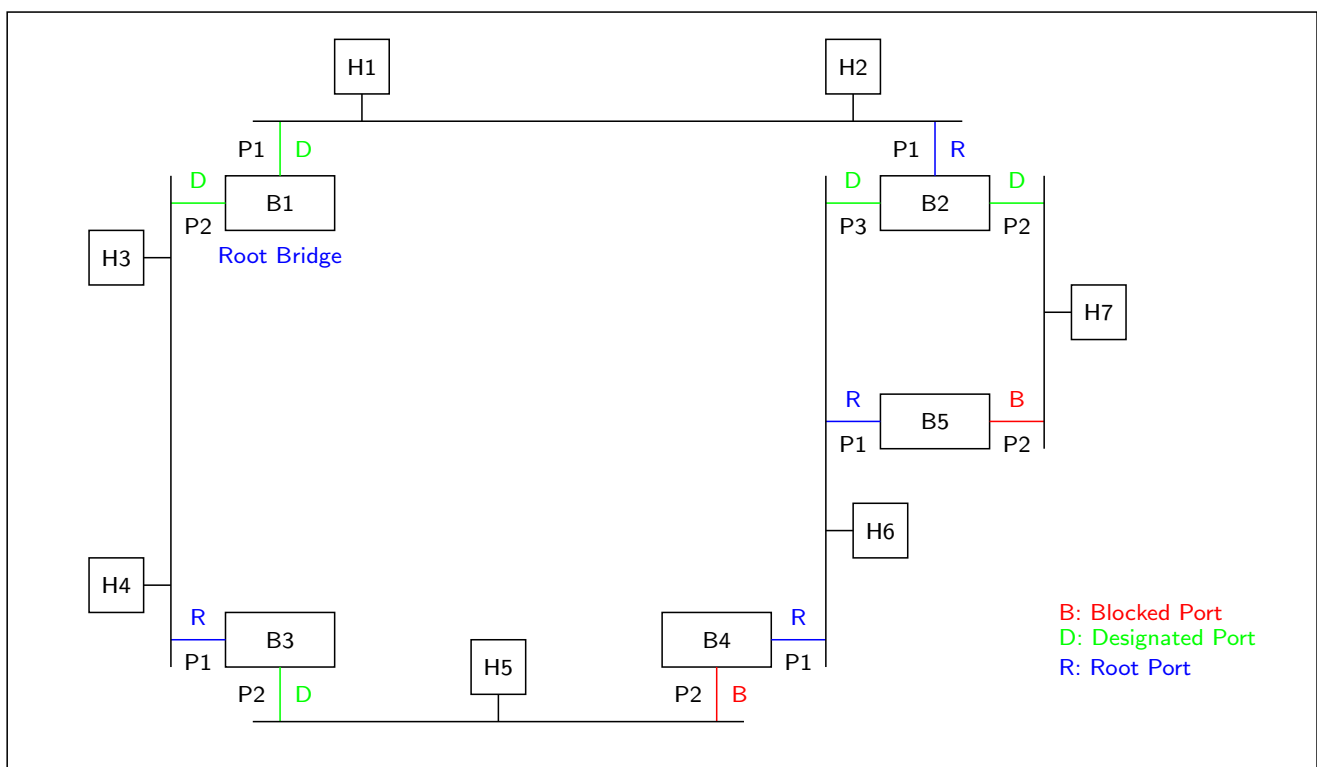 H1
H2
P1 D
P1 R
D
B1
P2
Root Bridge
D
B2
D
P3
P2
H3
H7
R
B5
B
P1
P2
H6
H4
R
B3
P1
P2 D
H5
B4
R
P1
P2 B
B: Blocked Port
D: Designated Port
R: Root Port